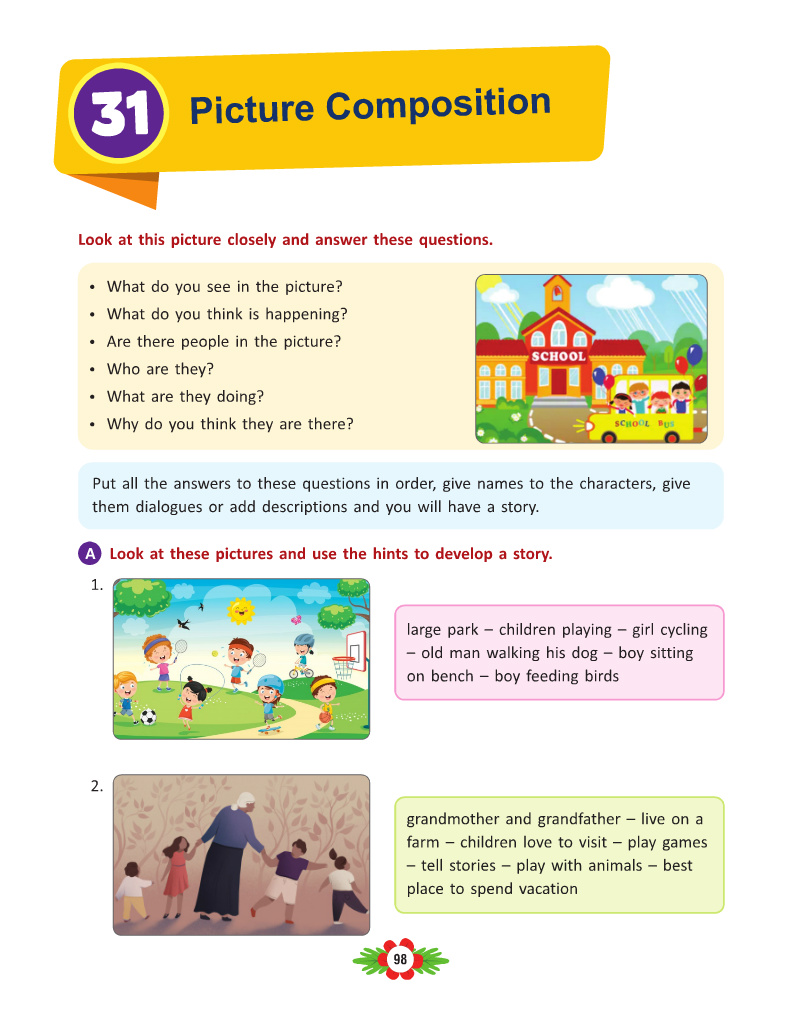 31
Picture Composition
Look at this picture closely and answer these questions.
• What do you see in the picture?
• What do you think is happening?
• Are there people in the picture?
• Who are they?
• What are they doing?
• Why do you think they are there?
SCHOOL
SCHOOL BUS
Put all the answers to these questions in order, give names to the characters, give
them dialogues or add descriptions and you will have a story.
A Look at these pictures and use the hints to develop a story.
1.
large park – children playing – girl cycling
– old man walking his dog – boy sitting
on bench – boy feeding birds
2.
grandmother and grandfather – live on a
farm – children love to visit – play games
– tell stories – play with animals – best
place to spend vacation
98